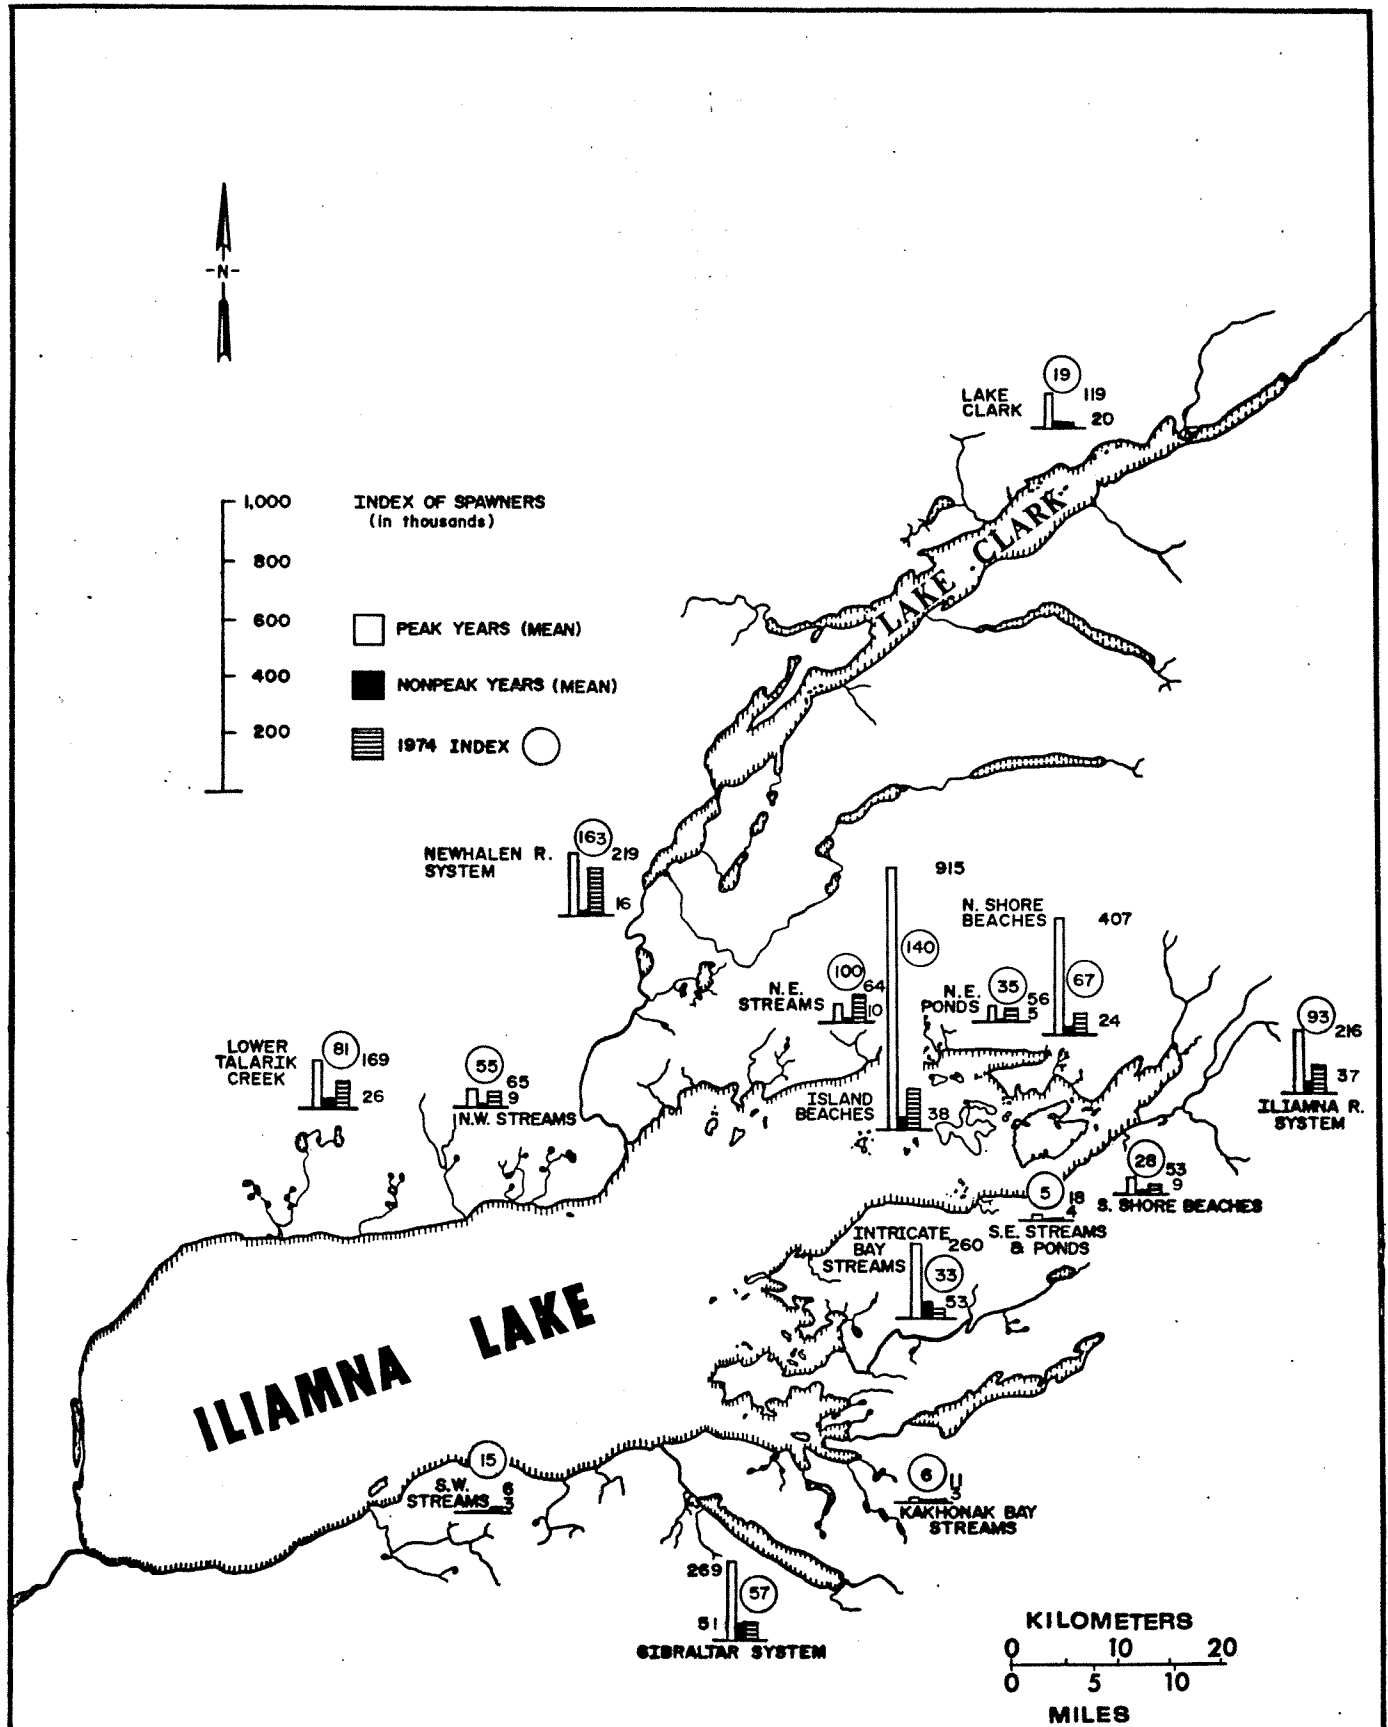 -N-
19
LAKE
CLARK
119
20
1,000
800
600
400
200
INDEX OF SPAWNERS
(in thousands)
PEAK YEARS (MEAN)
NONPEAK YEARS (MEAN)
1974 INDEX
LAKE CLARK
NEWHALEN R.
SYSTEM
163
219
16
915
N. SHORE
BEACHES
407
67
24
140
N.E.
STREAMS
100
64
10
N.E.
PONDS
35
56
5
93
216
37
ILIAMNA R.
SYSTEM
LOWER
TALARIK
CREEK
81
169
26
55
65
9
N.W. STREAMS
ISLAND
BEACHES
38
28
53
9
S. SHORE BEACHES
5
18
4
S.E. STREAMS
& PONDS
INTRICATE
BAY
STREAMS
260
33
53
ILIAMNA LAKE
15
S.W.
STREAMS
6
3
6
11
3
KAKHONAK BAY
STREAMS
269
57
51
GIBRALTAR SYSTEM
KILOMETERS
0 10 20
0 5 10
MILES